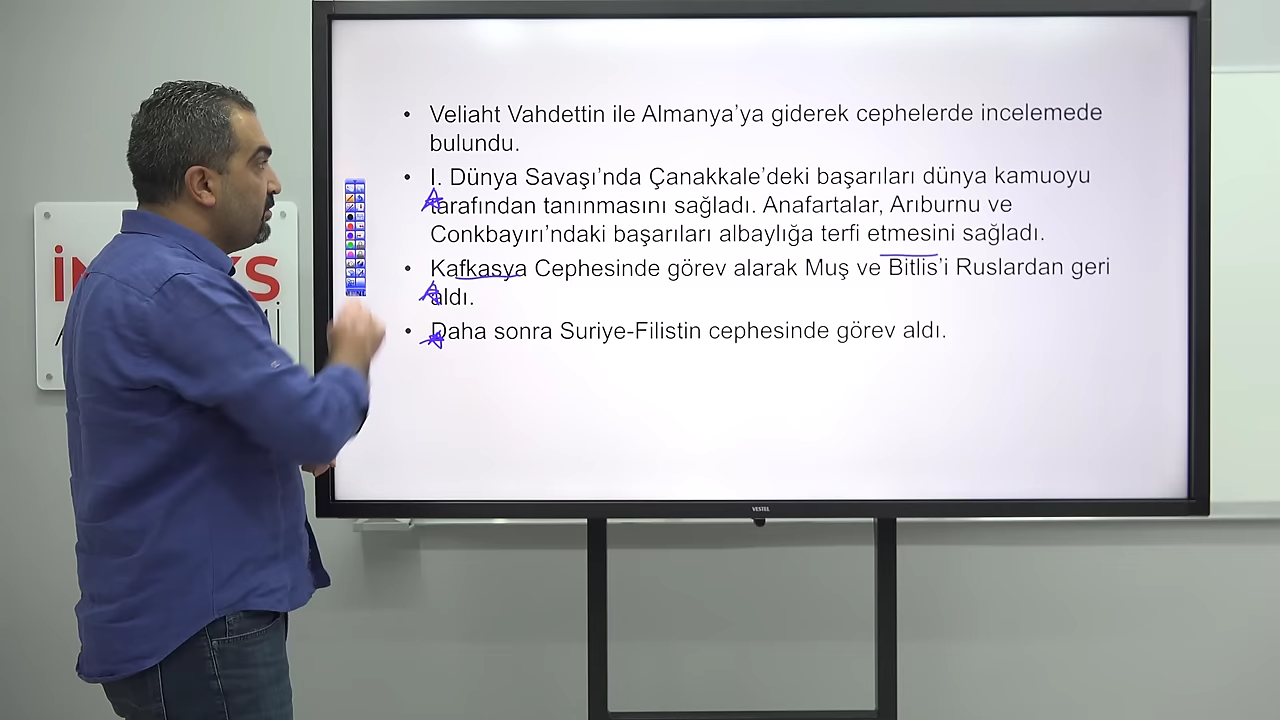 Veliaht Vahdettin ile Almanya'ya giderek cephelerde incelemede
bulundu.
I. Dünya Savaşı'nda Çanakkale'deki başarıları dünya kamuoyu
tarafından tanınmasını sağladı. Anafartalar, Arıburnu ve
Conkbayırı'ndaki başarıları albaylığa terfi etmesini sağladı.
Kafkasya Cephesinde görev alarak Muş ve Bitlis'i Ruslardan geri
aldı.
Daha sonra Suriye-Filistin cephesinde görev aldı.
VESTEL